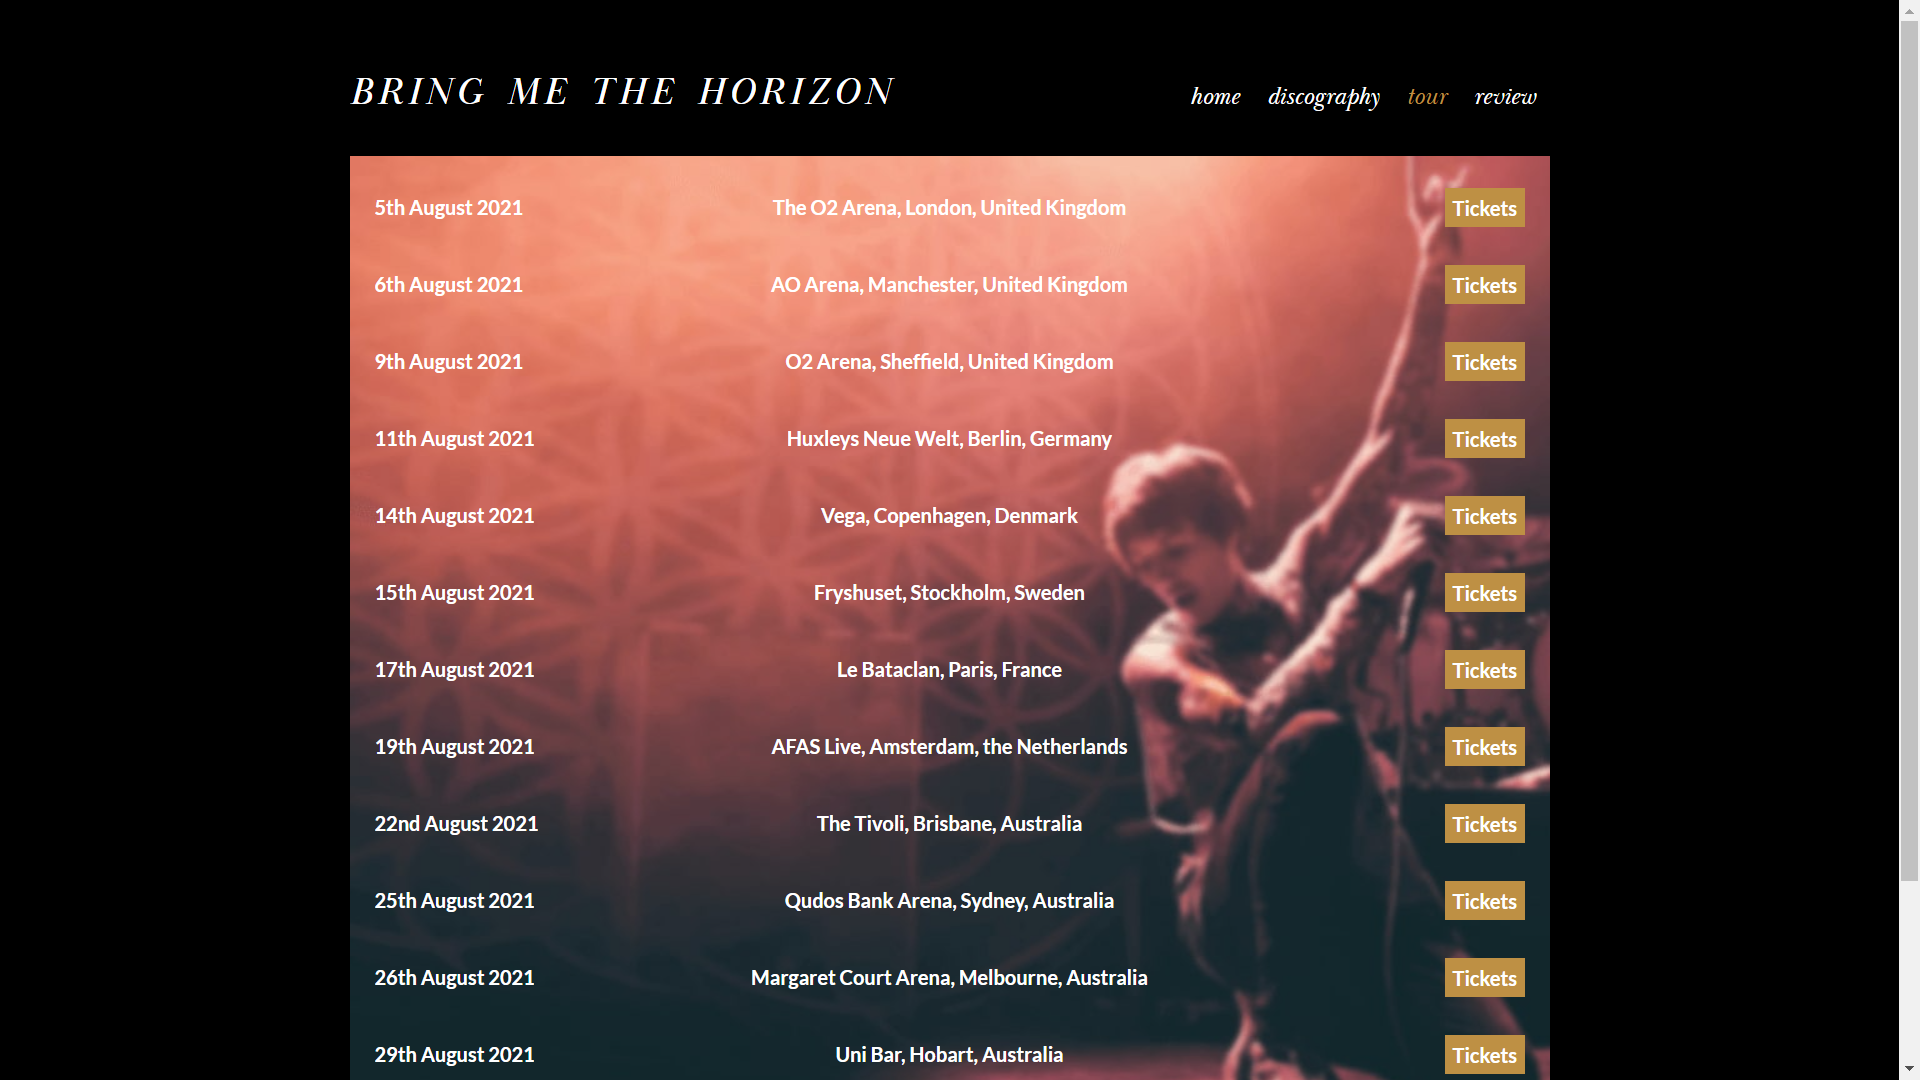 BRING ME THE HORIZON
home discography tour review
5th August 2021 The O2 Arena, London, United Kingdom Tickets
6th August 2021 AO Arena, Manchester, United Kingdom Tickets
9th August 2021 O2 Arena, Sheffield, United Kingdom Tickets
11th August 2021 Huxleys Neue Welt, Berlin, Germany Tickets
14th August 2021 Vega, Copenhagen, Denmark Tickets
15th August 2021 Fryshuset, Stockholm, Sweden Tickets
17th August 2021 Le Bataclan, Paris, France Tickets
19th August 2021 AFAS Live, Amsterdam, the Netherlands Tickets
22nd August 2021 The Tivoli, Brisbane, Australia Tickets
25th August 2021 Qudos Bank Arena, Sydney, Australia Tickets
26th August 2021 Margaret Court Arena, Melbourne, Australia Tickets
29th August 2021 Uni Bar, Hobart, Australia Tickets